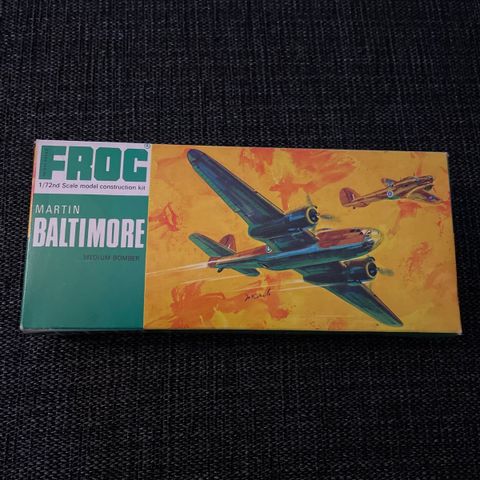 FROG ®
1/72nd Scale model construction kit
MARTIN
BALTIMORE
MEDIUM BOMBER